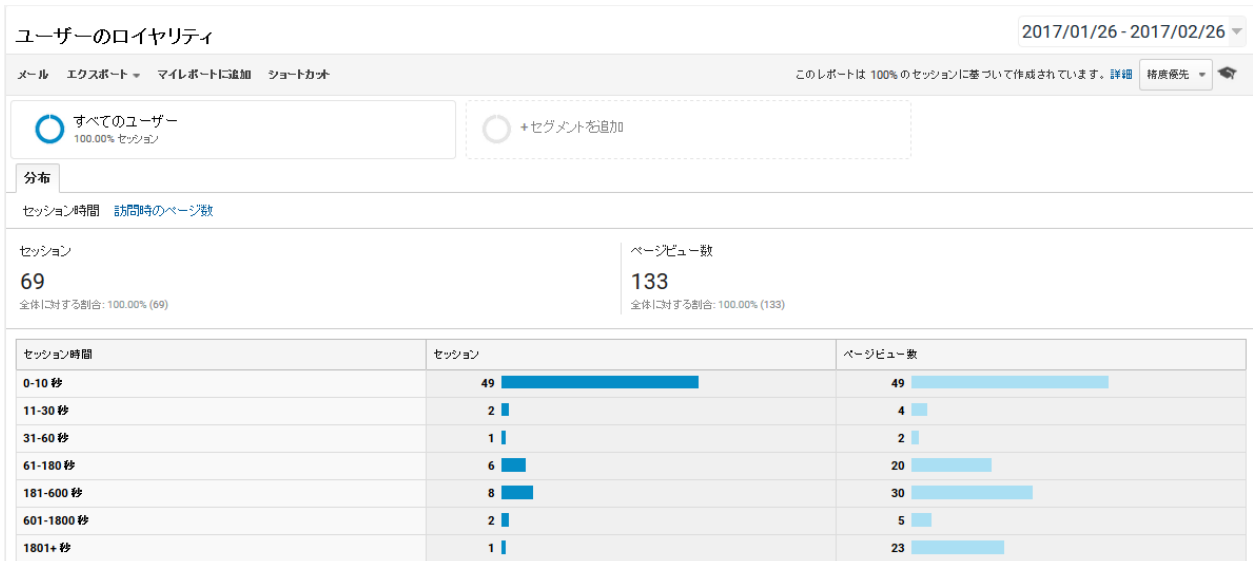 ユーザーのロイヤリティ
2017/01/26 - 2017/02/26
メール エクスポート マイレポートに追加 ショートカット
このレポートは 100% のセッションに基づいて作成されています。詳細 精度優先
すべてのユーザー
100.00% セッション
+セグメントを追加
分布
セッション時間 訪問時のページ数
セッション
69
全体に対する割合: 100.00% (69)
ページビュー数
133
全体に対する割合: 100.00% (133)
セッション時間 セッション ページビュー数
0-10 秒 49 49
11-30 秒 2 4
31-60 秒 1 2
61-180 秒 6 20
181-600 秒 8 30
601-1800 秒 2 5
1801+ 秒 1 23